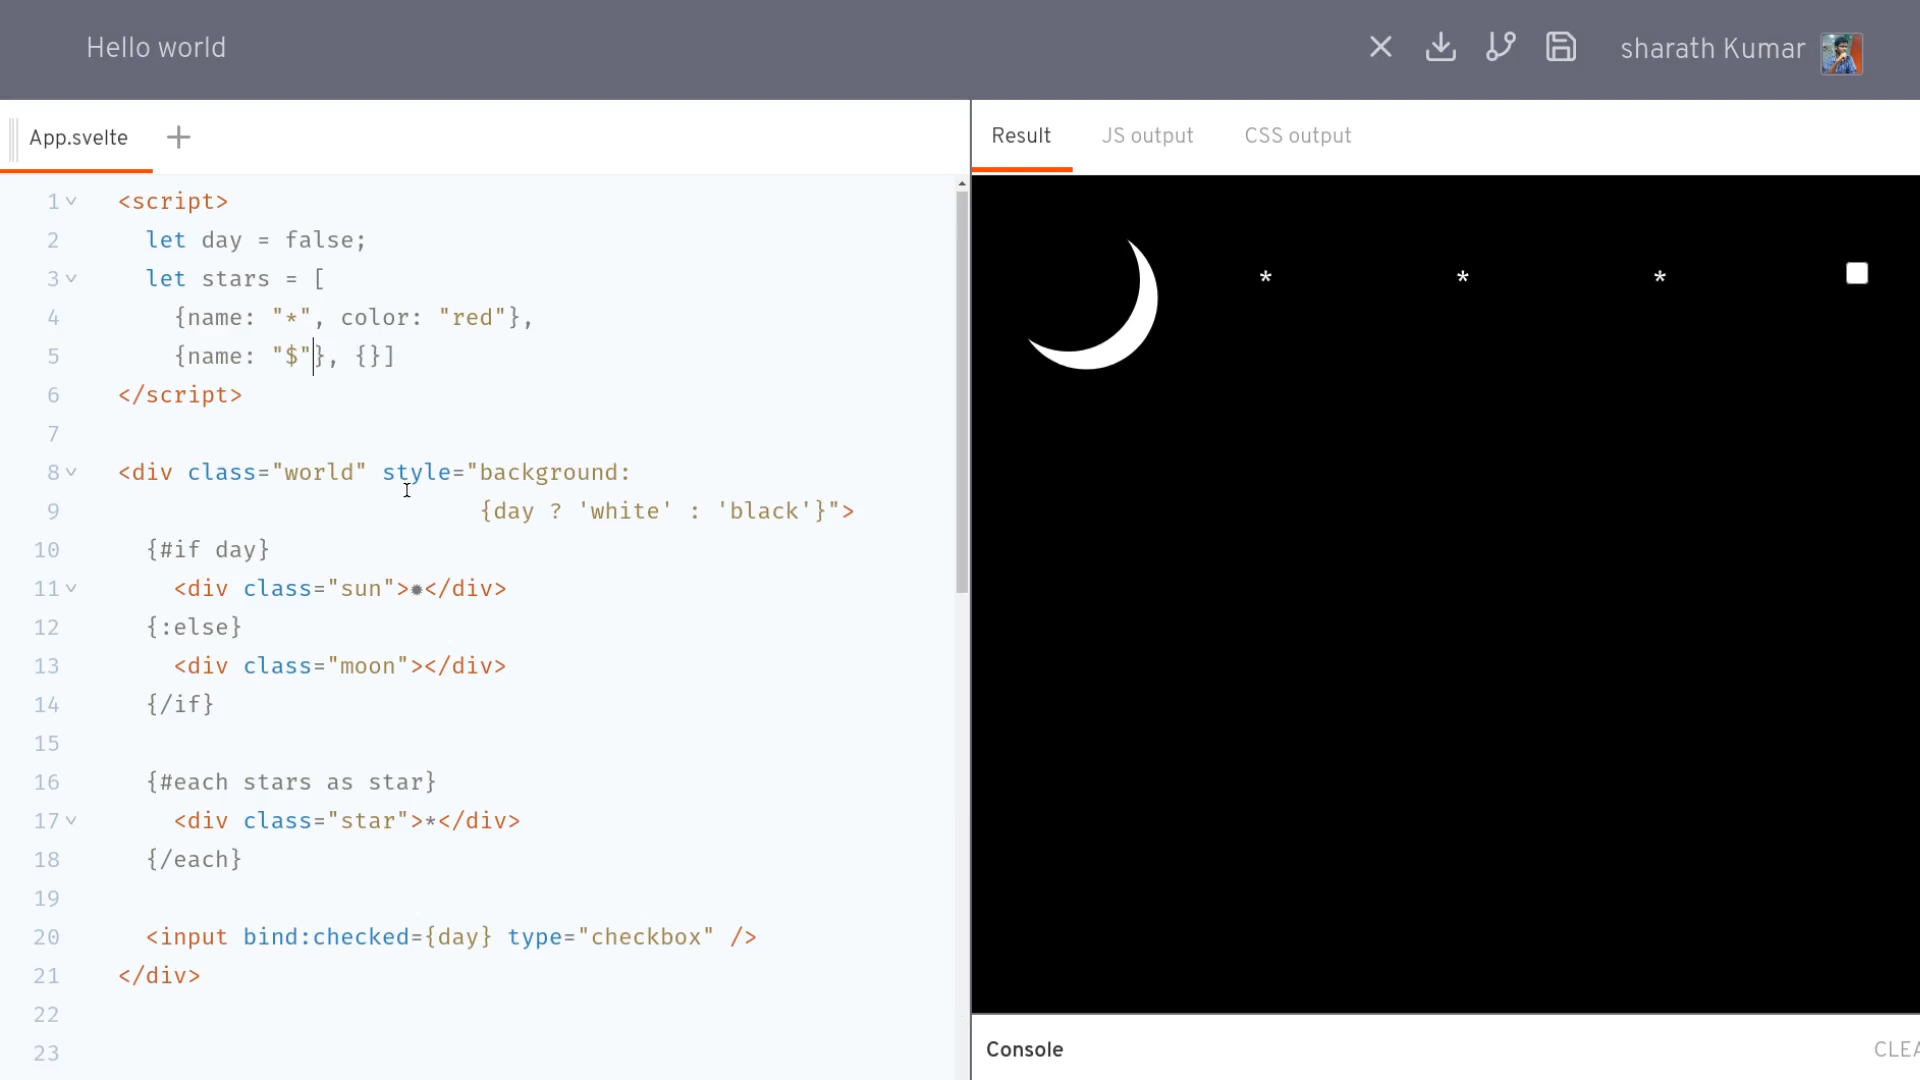 Hello world
sharath Kumar
App.svelte
Result JS output CSS output
1 <script>
2 let day = false;
3 let stars = [
4 {name: "*", color: "red"},
5 {name: "$"}, {}]
6 </script>
7
8 <div class="world" style="background:
9 {day ? 'white' : 'black'}">
10 {#if day}
11 <div class="sun">✹</div>
12 {:else}
13 <div class="moon"></div>
14 {/if}
15
16 {#each stars as star}
17 <div class="star">*</div>
18 {/each}
19
20 <input bind:checked={day} type="checkbox" />
21 </div>
22
23
* * *
Console
CLEA